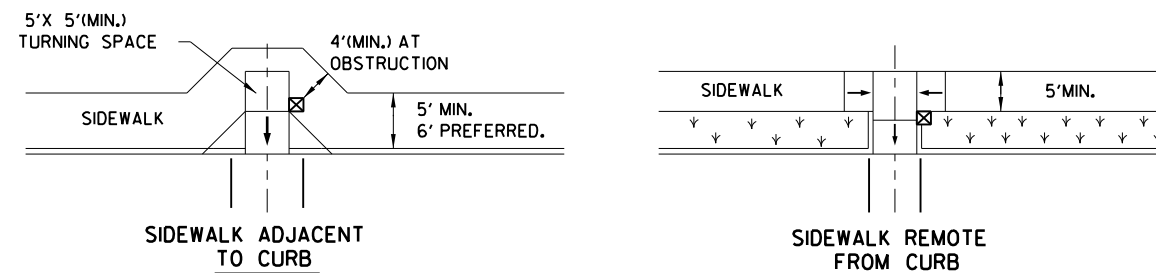 5'X 5'(MIN.)
TURNING SPACE
4'(MIN.) AT
OBSTRUCTION
SIDEWALK
5' MIN.
6' PREFERRED.
SIDEWALK ADJACENT
TO CURB
SIDEWALK
5'MIN.
SIDEWALK REMOTE
FROM CURB